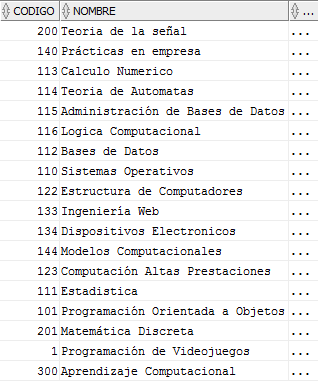 CODIGO NOMBRE ...
200 Teoria de la señal ...
140 Prácticas en empresa ...
113 Calculo Numerico ...
114 Teoria de Automatas ...
115 Administración de Bases de Datos ...
116 Logica Computacional ...
112 Bases de Datos ...
110 Sistemas Operativos ...
122 Estructura de Computadores ...
133 Ingeniería Web ...
134 Dispositivos Electronicos ...
144 Modelos Computacionales ...
123 Computación Altas Prestaciones ...
111 Estadistica ...
101 Programación Orientada a Objetos ...
201 Matemática Discreta ...
1 Programación de Videojuegos ...
300 Aprendizaje Computacional ...